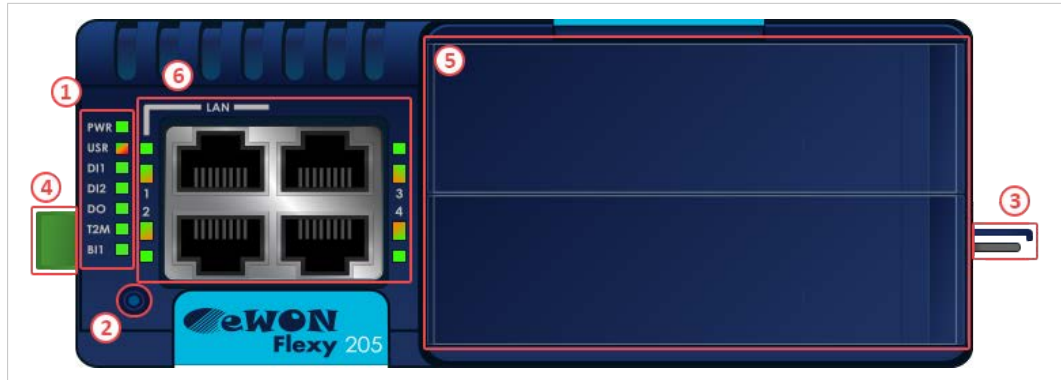 6
5
1
LAN
PWR
USR
DI1
DI2
DO
T2M
BI1
1
2
3
4
4
3
2
eWON
Flexy 205